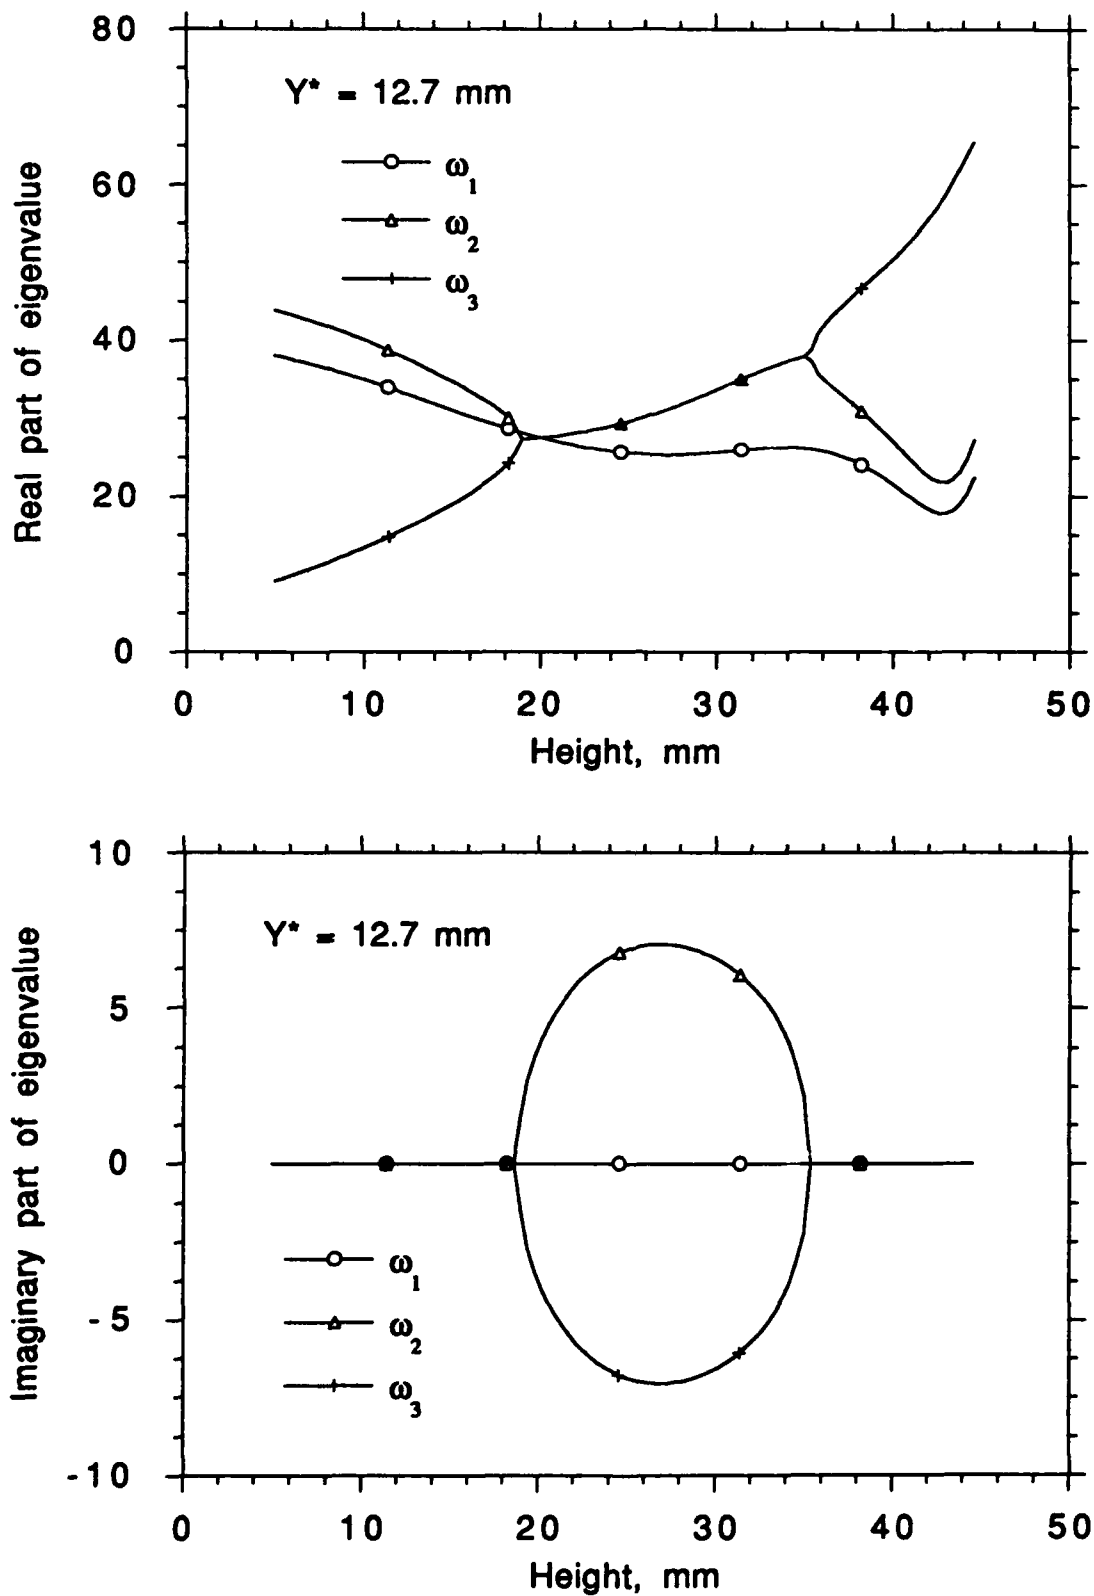 80
Y* = 12.7 mm
ω1
60
ω2
ω3
Real part of eigenvalue
40
20
0
0 10 20 30 40 50
Height, mm
10
Y* = 12.7 mm
5
Imaginary part of eigenvalue
0
ω1
-5
ω2
ω3
-10
0 10 20 30 40 50
Height, mm